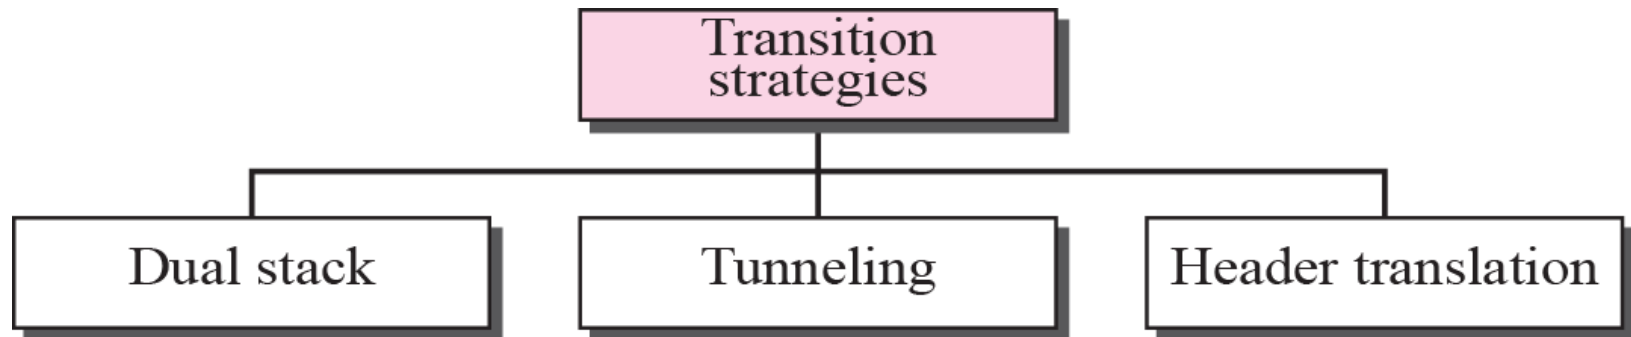 Transition
strategies
Dual stack
Tunneling
Header translation